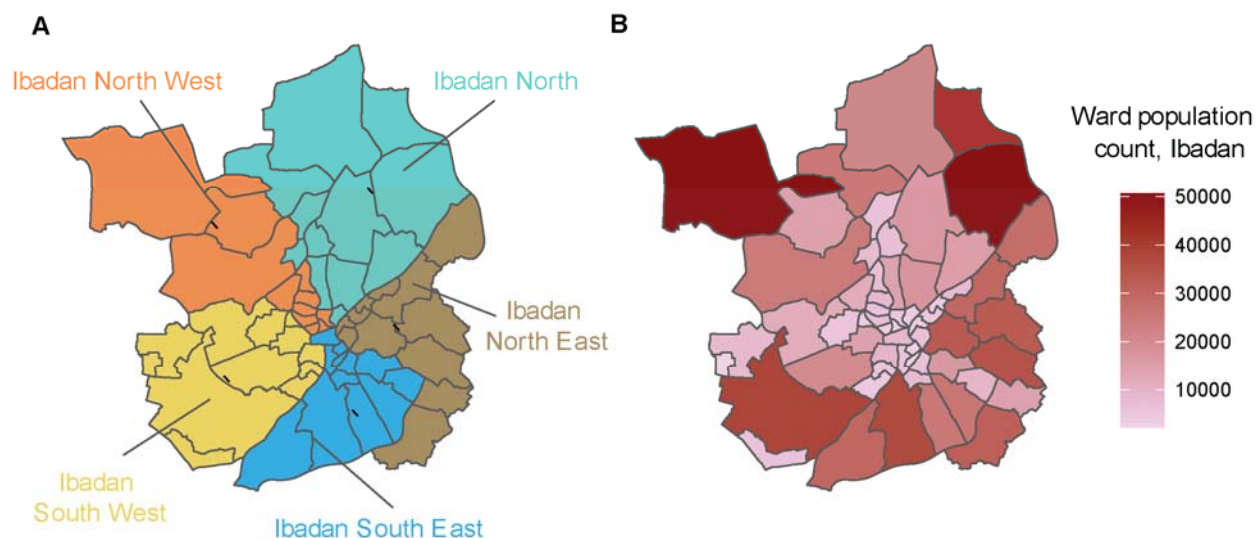 A
B
Ibadan North West
Ibadan North
Ward population
count, Ibadan
50000
40000
30000
20000
10000
Ibadan
North East
Ibadan
South West
Ibadan South East